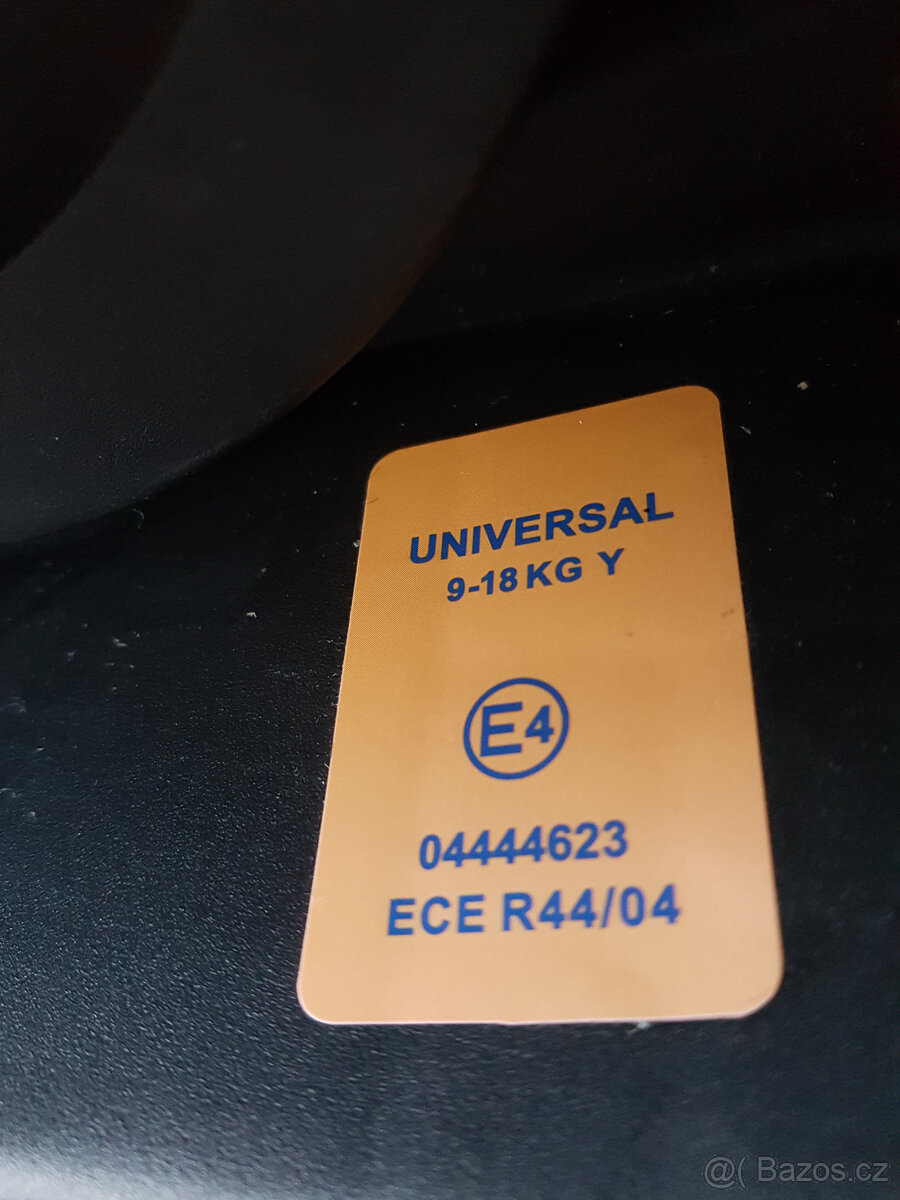 UNIVERSAL
9-18 KG Y
E4
04444623
ECE R44/04
@( Bazos.cz